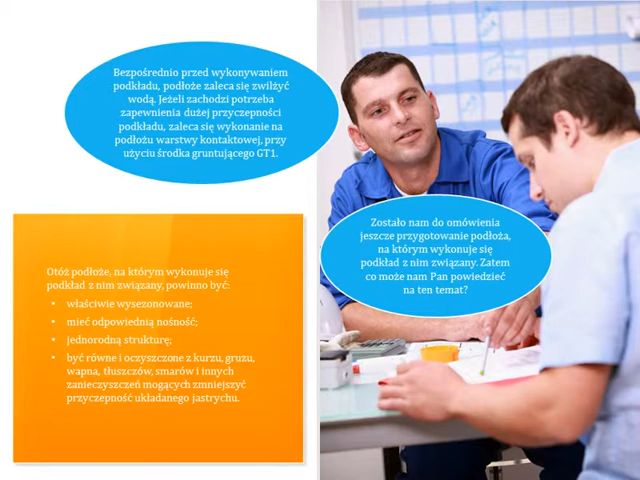 Bezpośrednio przed wykonywaniem
podkładu, podłoże zaleca się zwilżyć
wodą. Jeżeli zachodzi potrzeba
zapewnienia dużej przyczepności
podkładu, zaleca się wykonanie na
podłożu warstwy kontaktowej, przy
użyciu środka gruntującego GT1.
Zostało nam do omówienia
jeszcze przygotowanie podłoża,
na którym wykonuje się
podkład z nim związany. Zatem
co może nam Pan powiedzieć
na ten temat?
Otóż podłoże, na którym wykonuje się
podkład z nim związany, powinno być:
• właściwie wysezonowane;
• mieć odpowiednią nośność;
• jednorodną strukturę;
• być równe i oczyszczone z kurzu, gruzu,
wapna, tłuszczów, smarów i innych
zanieczyszczeń mogących zmniejszyć
przyczepność układanego jastrychu.